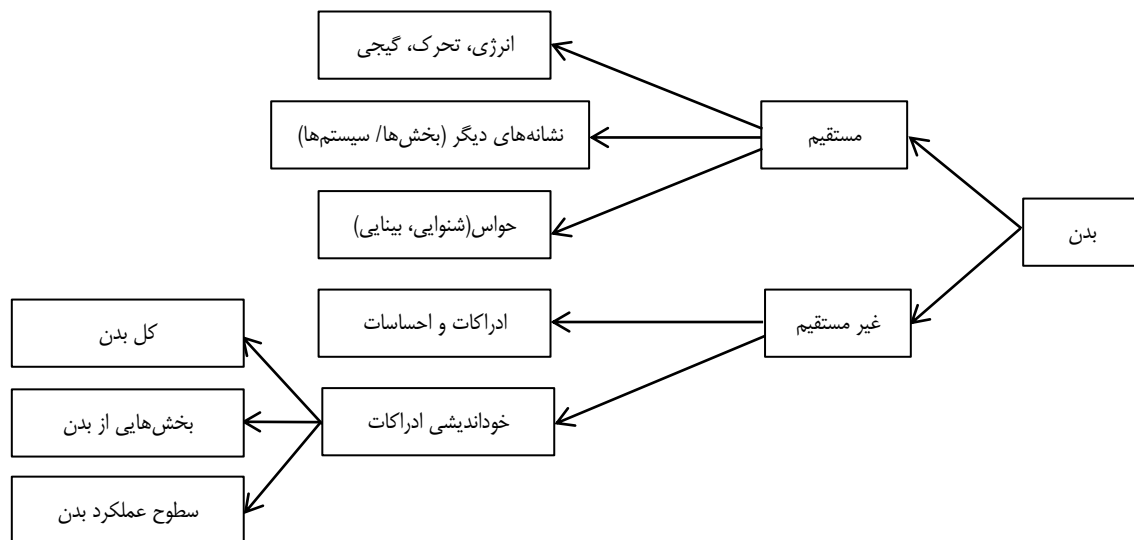 بدن
مستقیم
انرژی، تحرک، گیجی
نشانه‌های دیگر (بخش‌ها/ سیستم‌ها)
حواس(شنوایی، بینایی)
غیر مستقیم
ادراکات و احساسات
خوداندیشی ادراکات
کل بدن
بخش‌هایی از بدن
سطوح عملکرد بدن